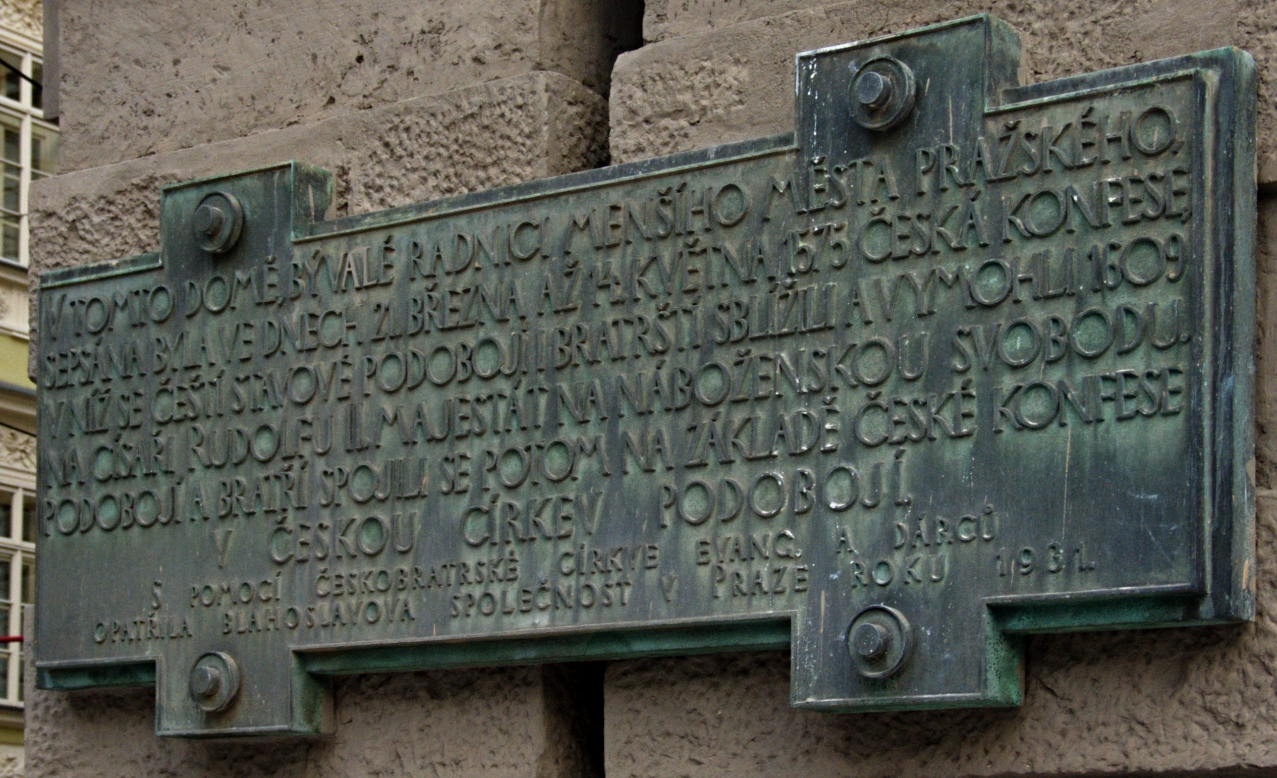 V TOMTO DOMĚ, BÝVALÉ RADNICI MENŠÍHO MĚSTA PRAŽSKÉHO,
SEPSÁNA BYLA VE DNECH 21. BŘEZNA AŽ 14. KVĚTNA 1575 ČESKÁ KONFESE,
V NÍŽ SE ČEŠTÍ STAVOVÉ PODOBOJÍ I BRATRŠTÍ SBLÍŽILI A VYMOHLI 1609
NA CÍSAŘI RUDOLFU II. MAJESTÁT NA NÁBOŽENSKOU SVOBODU.
PODOBOJÍ A BRATŘÍ SPOJILI SE POTOM NA ZÁKLADĚ ČESKÉ KONFESE
V ČESKOU CÍRKEV PODOBOJÍ.
S POMOCÍ ČESKOBRATRSKÉ CÍRKVE EVANG. A DÁRCŮ
OPATŘILA BLAHOSLAVOVA SPOLEČNOST V PRAZE ROKU 1931.